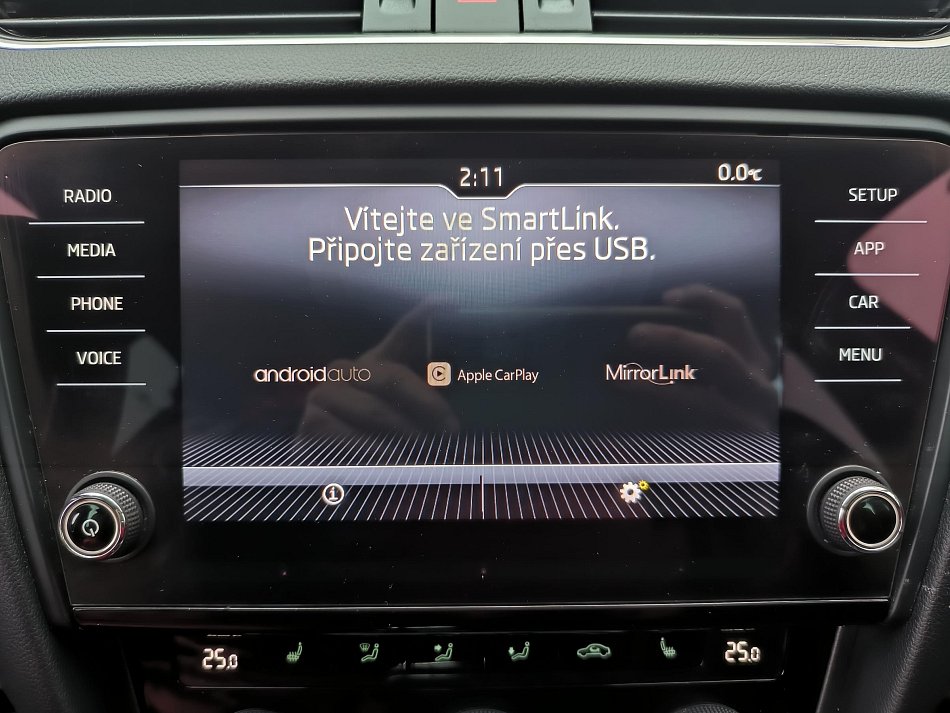 2:11
0.0°C
RADIO
MEDIA
PHONE
VOICE
Vítejte ve SmartLink.
Připojte zařízení přes USB.
androidauto
Apple CarPlay
MirrorLink
SETUP
APP
CAR
MENU
25.0
25.0